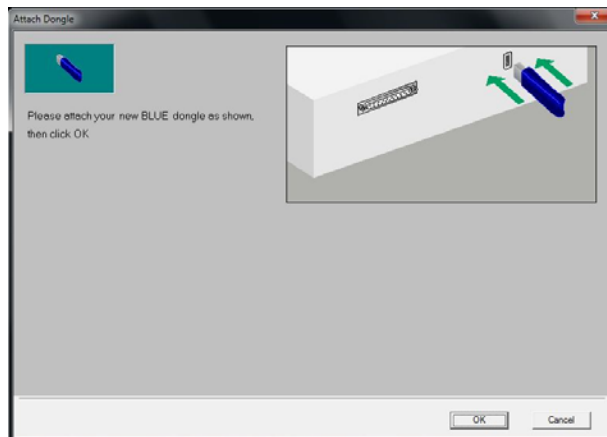 Attach Dongle
Please attach your new BLUE dongle as shown,
then click OK
OK
Cancel